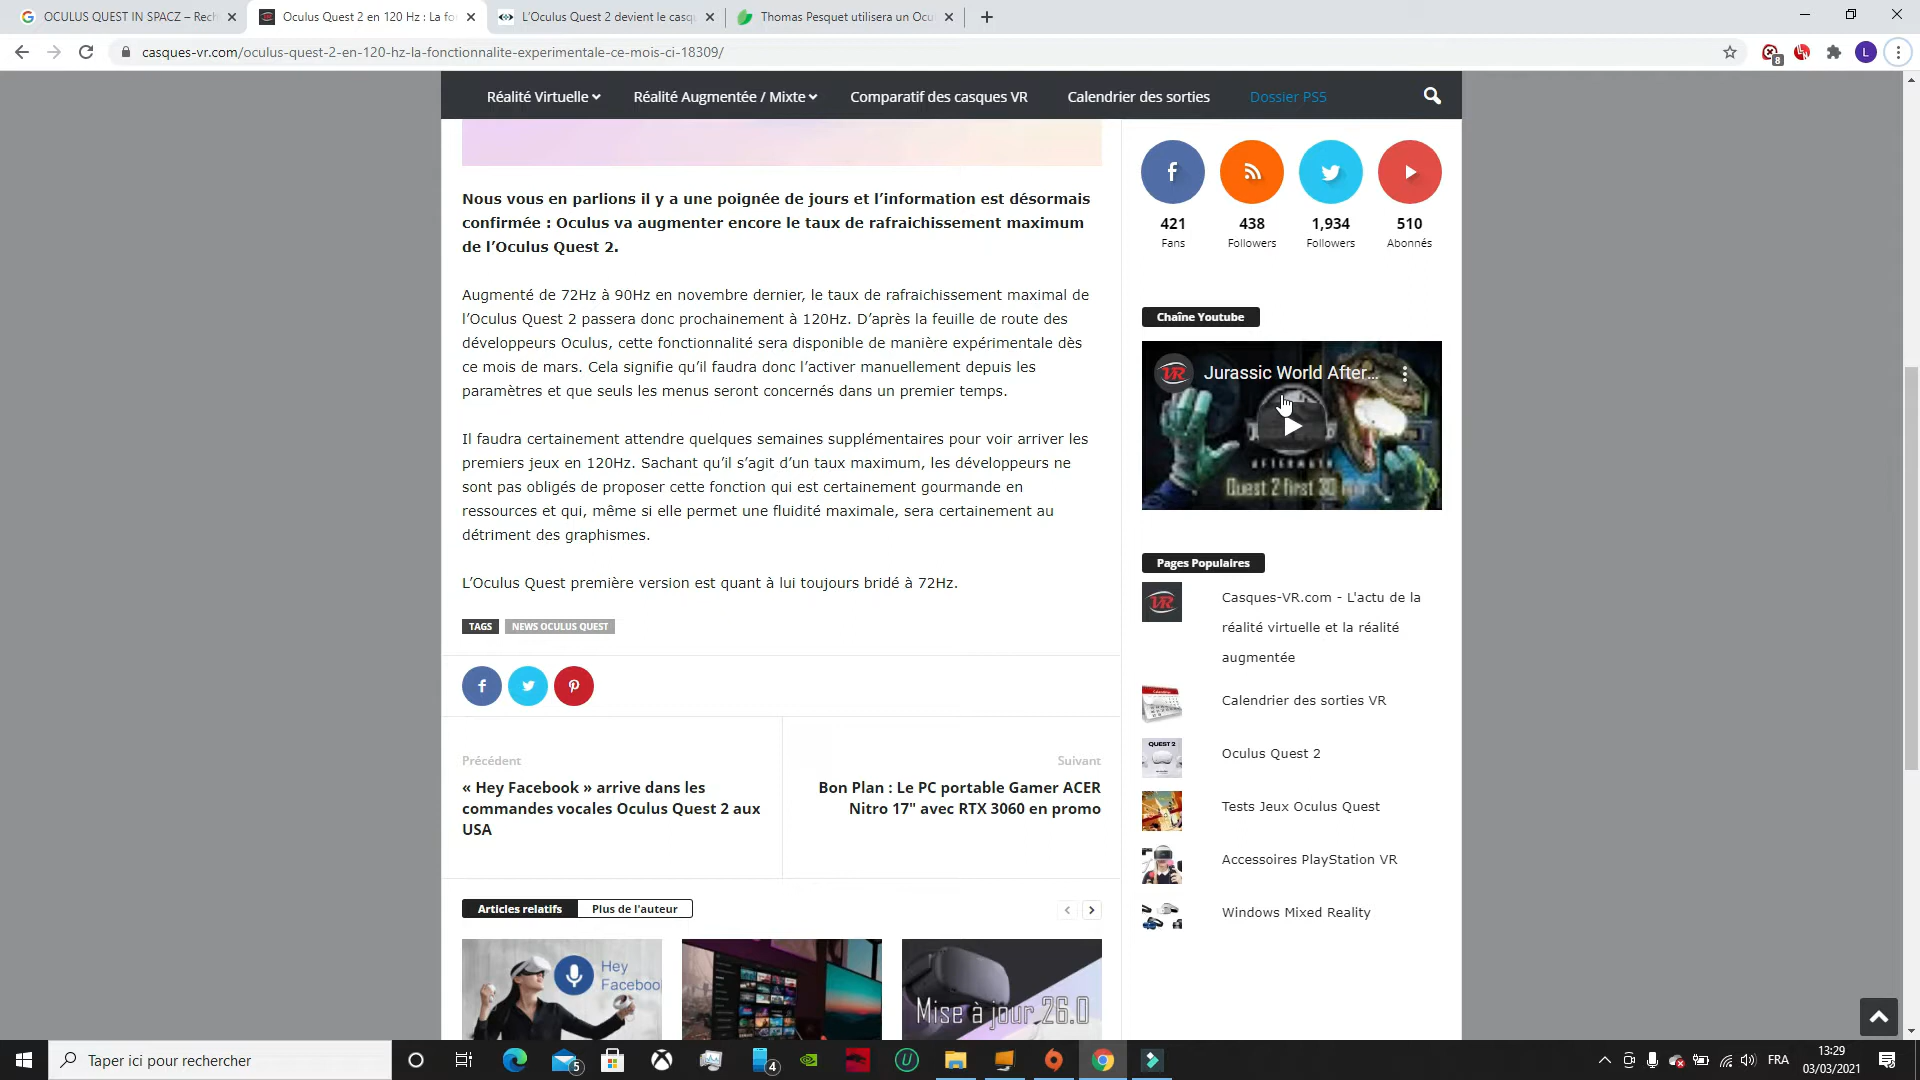 OCULUS QUEST IN SPACZ – Rech
Oculus Quest 2 en 120 Hz : La fo
L'Oculus Quest 2 devient le casq
Thomas Pesquet utilisera un Ocu
casques-vr.com/oculus-quest-2-en-120-hz-la-fonctionnalite-experimentale-ce-mois-ci-18309/
8
L
Réalité Virtuelle
Réalité Augmentée / Mixte
Comparatif des casques VR
Calendrier des sorties
Dossier PS5
Nous vous en parlions il y a une poignée de jours et l'information est désormais
confirmée : Oculus va augmenter encore le taux de rafraichissement maximum
de l'Oculus Quest 2.
Augmenté de 72Hz à 90Hz en novembre dernier, le taux de rafraichissement maximal de
l'Oculus Quest 2 passera donc prochainement à 120Hz. D'après la feuille de route des
développeurs Oculus, cette fonctionnalité sera disponible de manière expérimentale dès
ce mois de mars. Cela signifie qu'il faudra donc l'activer manuellement depuis les
paramètres et que seuls les menus seront concernés dans un premier temps.
Il faudra certainement attendre quelques semaines supplémentaires pour voir arriver les
premiers jeux en 120Hz. Sachant qu'il s'agit d'un taux maximum, les développeurs ne
sont pas obligés de proposer cette fonction qui est certainement gourmande en
ressources et qui, même si elle permet une fluidité maximale, sera certainement au
détriment des graphismes.
L'Oculus Quest première version est quant à lui toujours bridé à 72Hz.
TAGS
NEWS OCULUS QUEST
Précédent
« Hey Facebook » arrive dans les
commandes vocales Oculus Quest 2 aux
USA
Suivant
Bon Plan : Le PC portable Gamer ACER
Nitro 17" avec RTX 3060 en promo
Articles relatifs
Plus de l'auteur
Hey
Faceboo
Mise à jour 26.0
421
438
1,934
510
Fans
Followers
Followers
Abonnés
Chaîne Youtube
VR
Jurassic World After...
AFTERMATH
Quest 2 first 30 min
Pages Populaires
VR
Casques-VR.com - L'actu de la
réalité virtuelle et la réalité
augmentée
Calendrier des sorties VR
QUEST 2
Oculus Quest 2
Tests Jeux Oculus Quest
Accessoires PlayStation VR
Windows Mixed Reality
Taper ici pour rechercher
5
4
FRA
13:29
03/03/2021